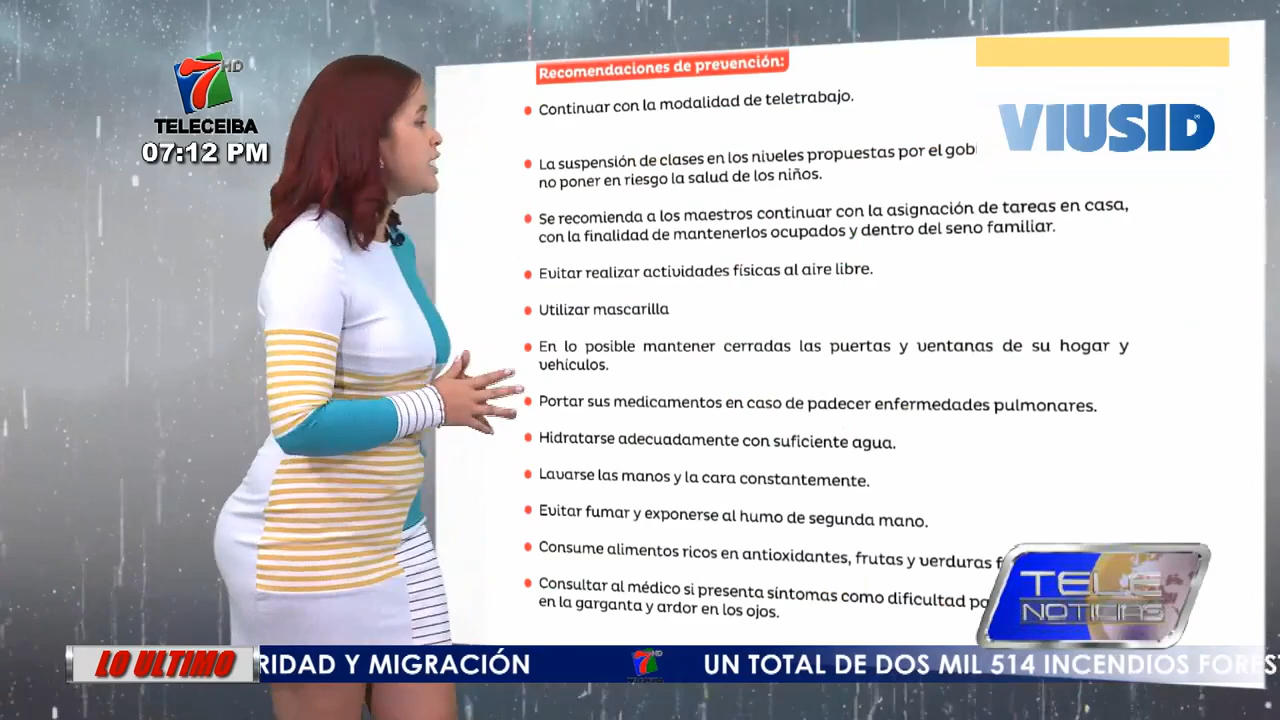 7HD
TELECEIBA
07:12 PM
Recomendaciones de prevención:
VIUSID
Continuar con la modalidad de teletrabajo.
La suspensión de clases en los niveles propuestas por el gobi
no poner en riesgo la salud de los niños.
Se recomienda a los maestros continuar con la asignación de tareas en casa,
con la finalidad de mantenerlos ocupados y dentro del seno familiar.
Evitar realizar actividades físicas al aire libre.
Utilizar mascarilla
En lo posible mantener cerradas las puertas y ventanas de su hogar y
vehículos.
Portar sus medicamentos en caso de padecer enfermedades pulmonares.
Hidratarse adecuadamente con suficiente agua.
Lavarse las manos y la cara constantemente.
Evitar fumar y exponerse al humo de segunda mano.
Consume alimentos ricos en antioxidantes, frutas y verduras f
Consultar al médico si presenta síntomas como dificultad pa
en la garganta y ardor en los ojos.
TELE
NOTICIAS
LO ULTIMO RIDAD Y MIGRACIÓN 7HD UN TOTAL DE DOS MIL 514 INCENDIOS FOREST